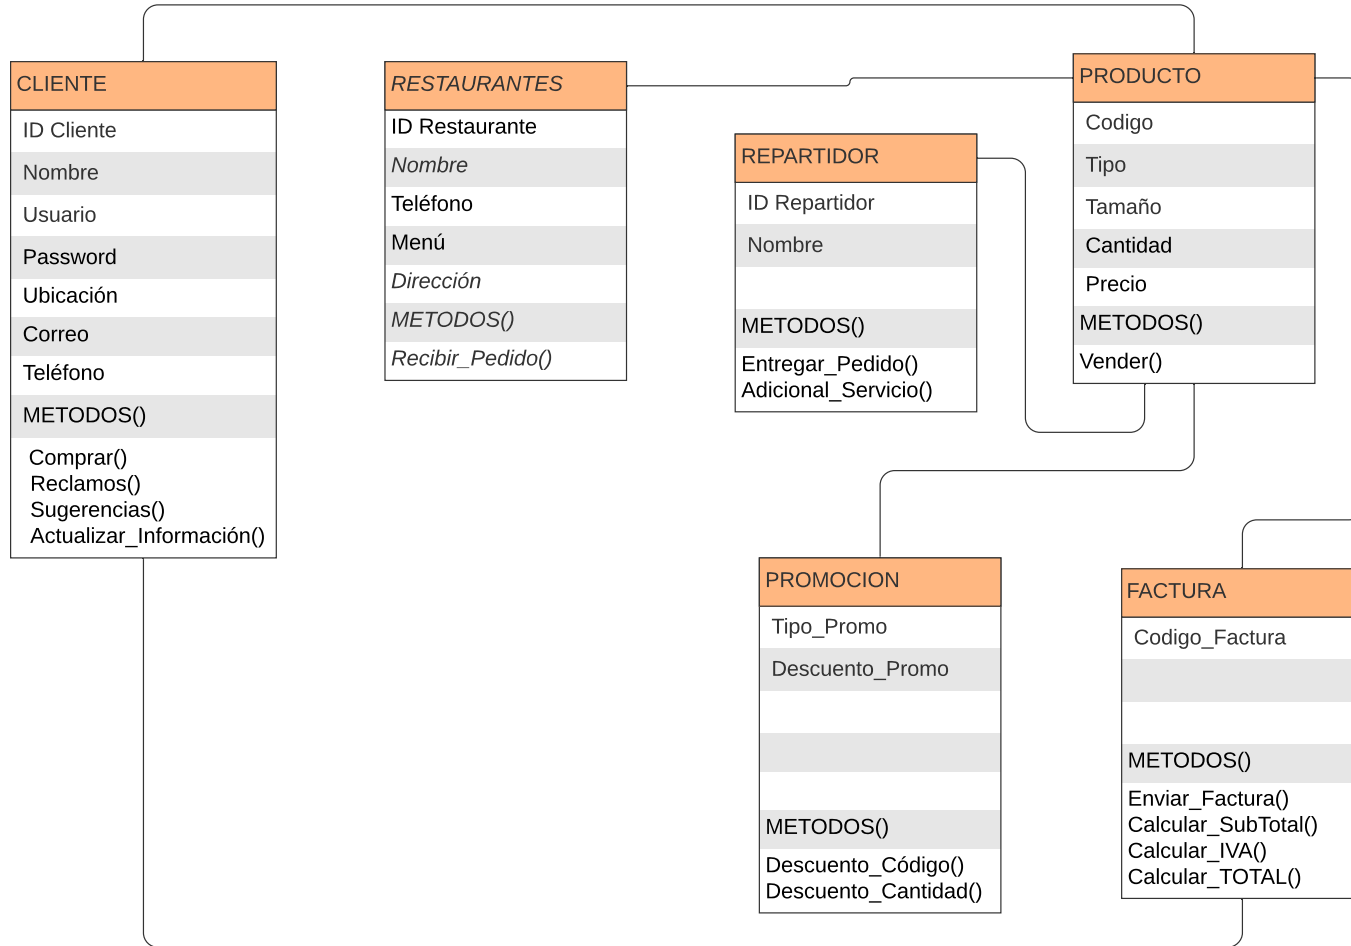 CLIENTE
ID Cliente
Nombre
Usuario
Password
Ubicación
Correo
Teléfono
METODOS()
Comprar()
Reclamos()
Sugerencias()
Actualizar_Información()
RESTAURANTES
ID Restaurante
Nombre
Teléfono
Menú
Dirección
METODOS()
Recibir_Pedido()
REPARTIDOR
ID Repartidor
Nombre
METODOS()
Entregar_Pedido()
Adicional_Servicio()
PRODUCTO
Codigo
Tipo
Tamaño
Cantidad
Precio
METODOS()
Vender()
PROMOCION
Tipo_Promo
Descuento_Promo
METODOS()
Descuento_Código()
Descuento_Cantidad()
FACTURA
Codigo_Factura
METODOS()
Enviar_Factura()
Calcular_SubTotal()
Calcular_IVA()
Calcular_TOTAL()